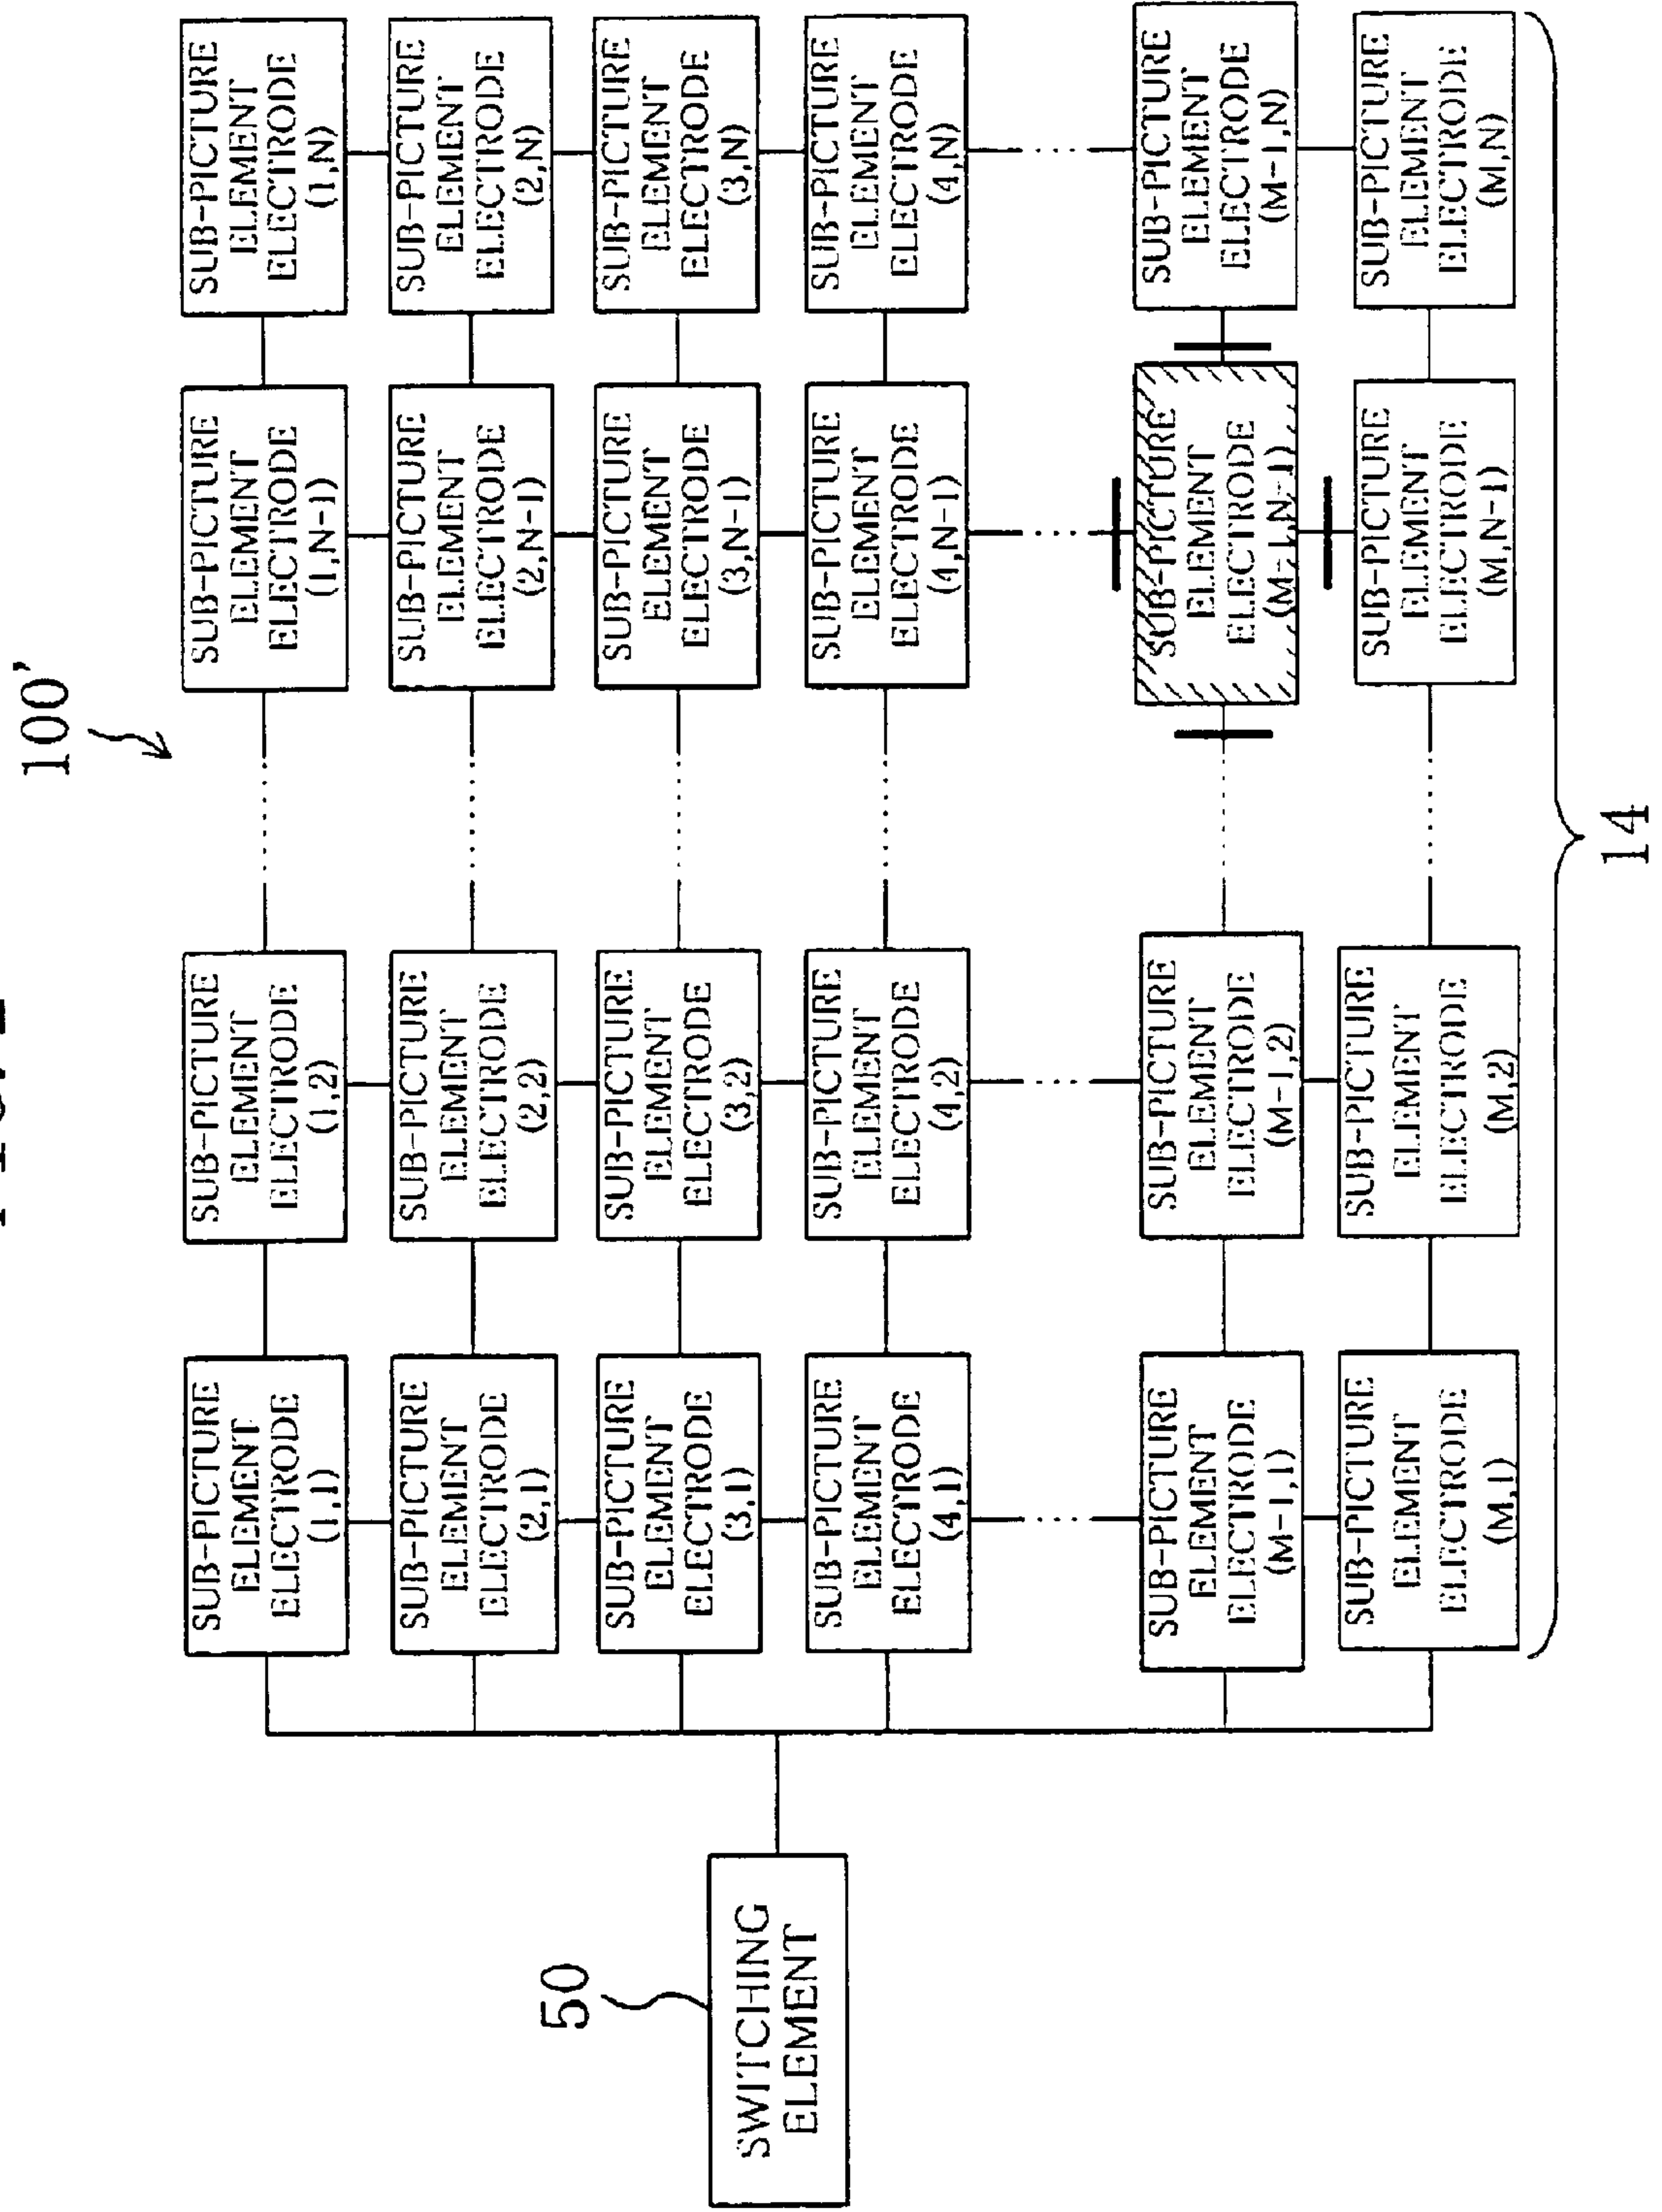 100'
SUB-PICTURE
ELEMENT
ELECTRODE
(1,1)
SUB-PICTURE
ELEMENT
ELECTRODE
(1,2)
SUB-PICTURE
ELEMENT
ELECTRODE
(1,N-1)
SUB-PICTURE
ELEMENT
ELECTRODE
(1,N)
SUB-PICTURE
ELEMENT
ELECTRODE
(2,1)
SUB-PICTURE
ELEMENT
ELECTRODE
(2,2)
SUB-PICTURE
ELEMENT
ELECTRODE
(2,N-1)
SUB-PICTURE
ELEMENT
ELECTRODE
(2,N)
50
SWITCHING
ELEMENT
SUB-PICTURE
ELEMENT
ELECTRODE
(3,1)
SUB-PICTURE
ELEMENT
ELECTRODE
(3,2)
SUB-PICTURE
ELEMENT
ELECTRODE
(3,N-1)
SUB-PICTURE
ELEMENT
ELECTRODE
(3,N)
SUB-PICTURE
ELEMENT
ELECTRODE
(4,1)
SUB-PICTURE
ELEMENT
ELECTRODE
(4,2)
SUB-PICTURE
ELEMENT
ELECTRODE
(4,N-1)
SUB-PICTURE
ELEMENT
ELECTRODE
(4,N)
SUB-PICTURE
ELEMENT
ELECTRODE
(M-1,1)
SUB-PICTURE
ELEMENT
ELECTRODE
(M-1,2)
SUB-PICTURE
ELEMENT
ELECTRODE
(M-1,N-1)
SUB-PICTURE
ELEMENT
ELECTRODE
(M-1,N)
SUB-PICTURE
ELEMENT
ELECTRODE
(M,1)
SUB-PICTURE
ELEMENT
ELECTRODE
(M,2)
SUB-PICTURE
ELEMENT
ELECTRODE
(M,N-1)
SUB-PICTURE
ELEMENT
ELECTRODE
(M,N)
14